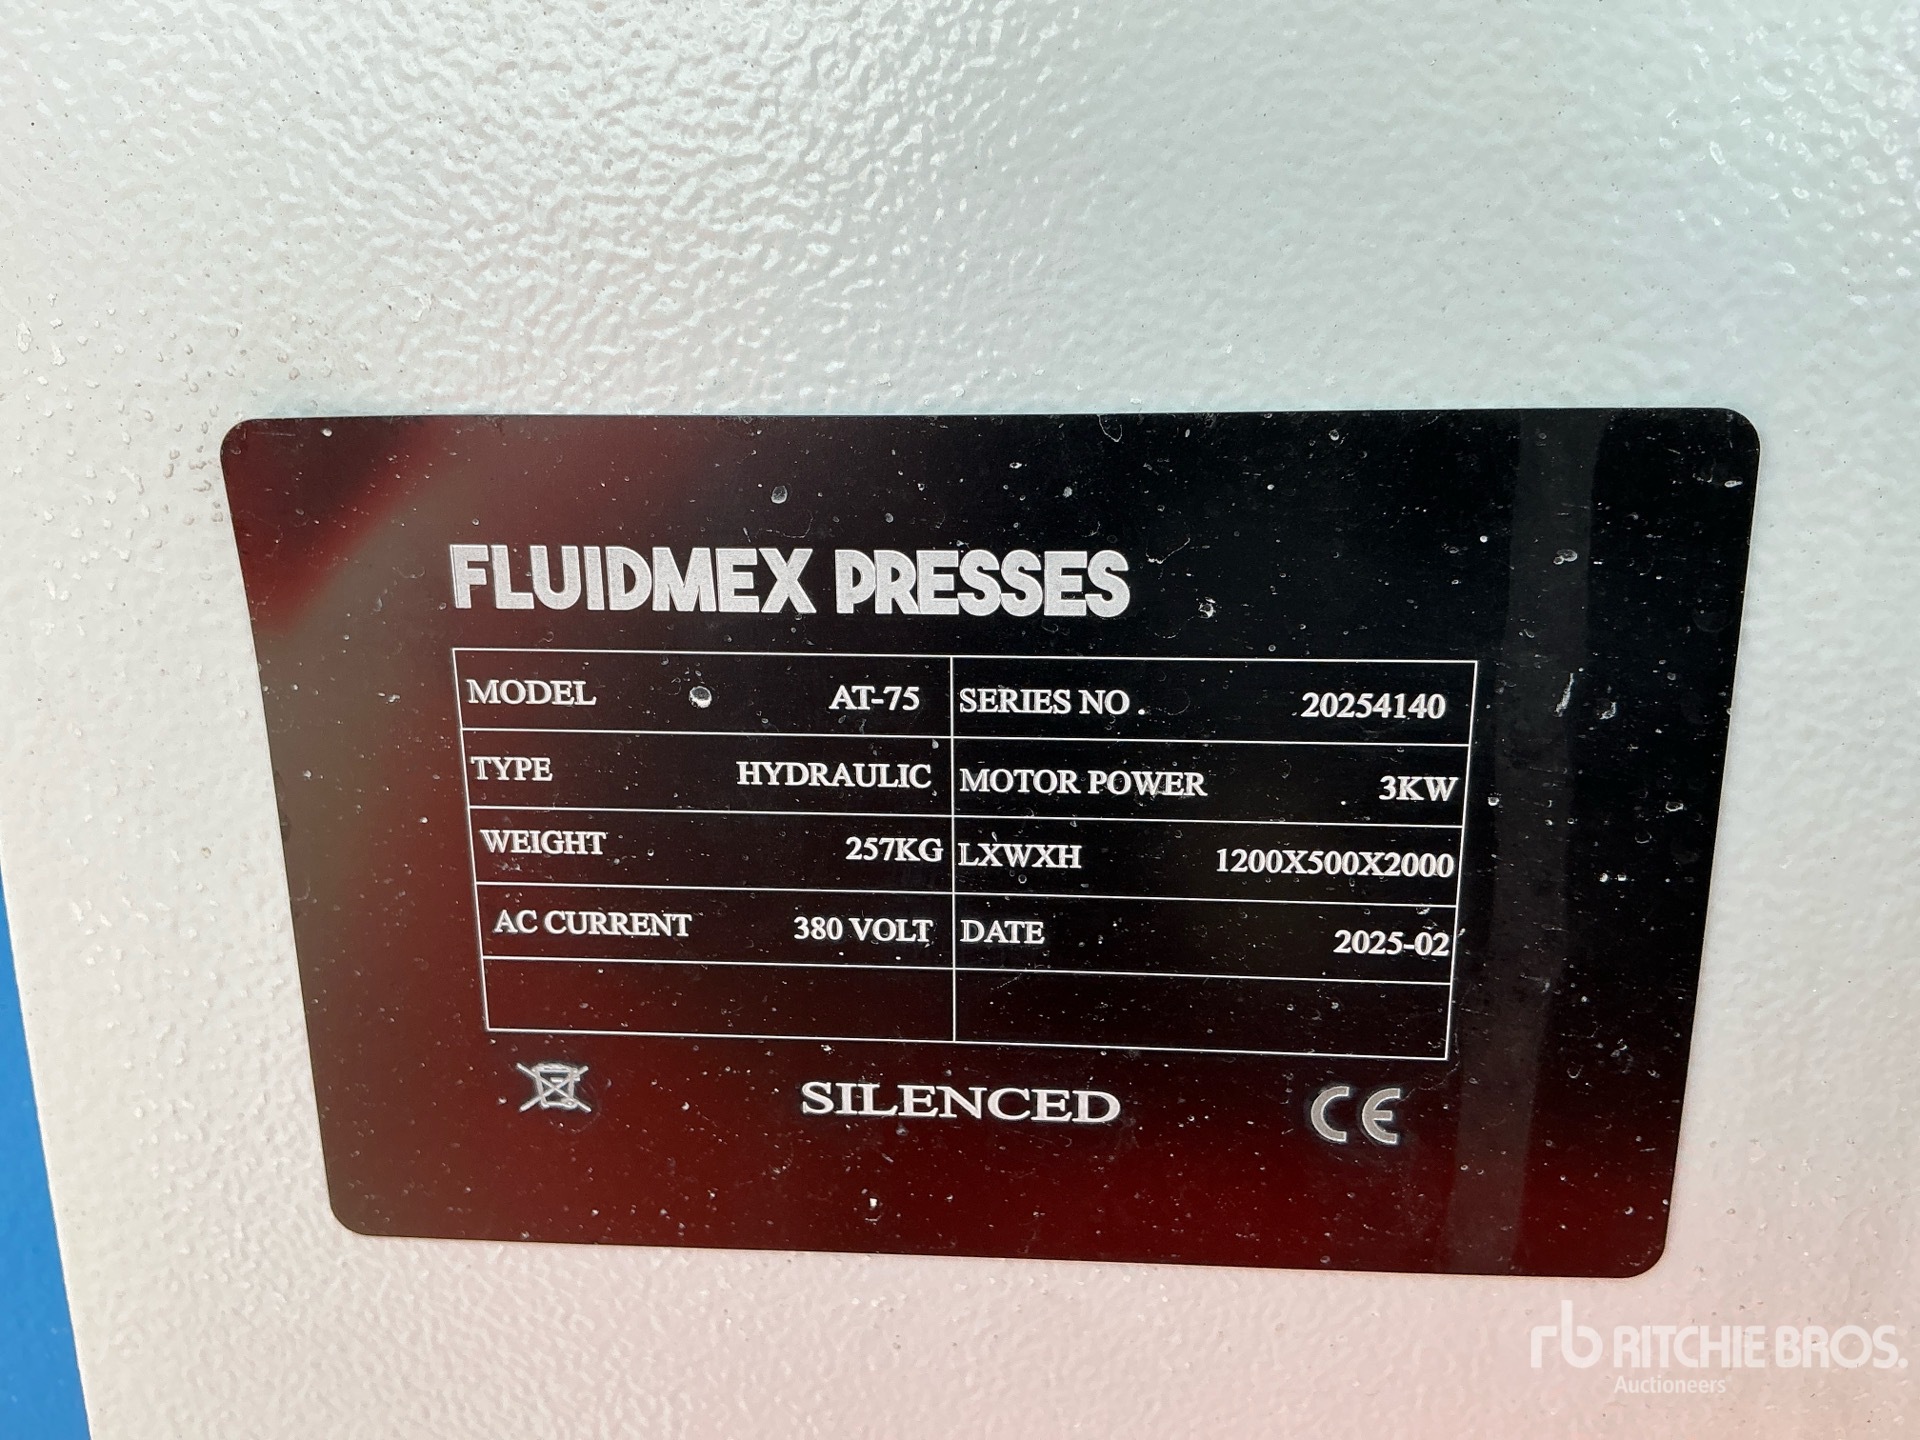 FLUIDMEX PRESSES
MODEL AT-75 SERIES NO . 20254140
TYPE HYDRAULIC MOTOR POWER 3KW
WEIGHT 257KG LXWXH 1200X500X2000
AC CURRENT 380 VOLT DATE 2025-02
SILENCED CE
rb RITCHIE BROS.
Auctioneers